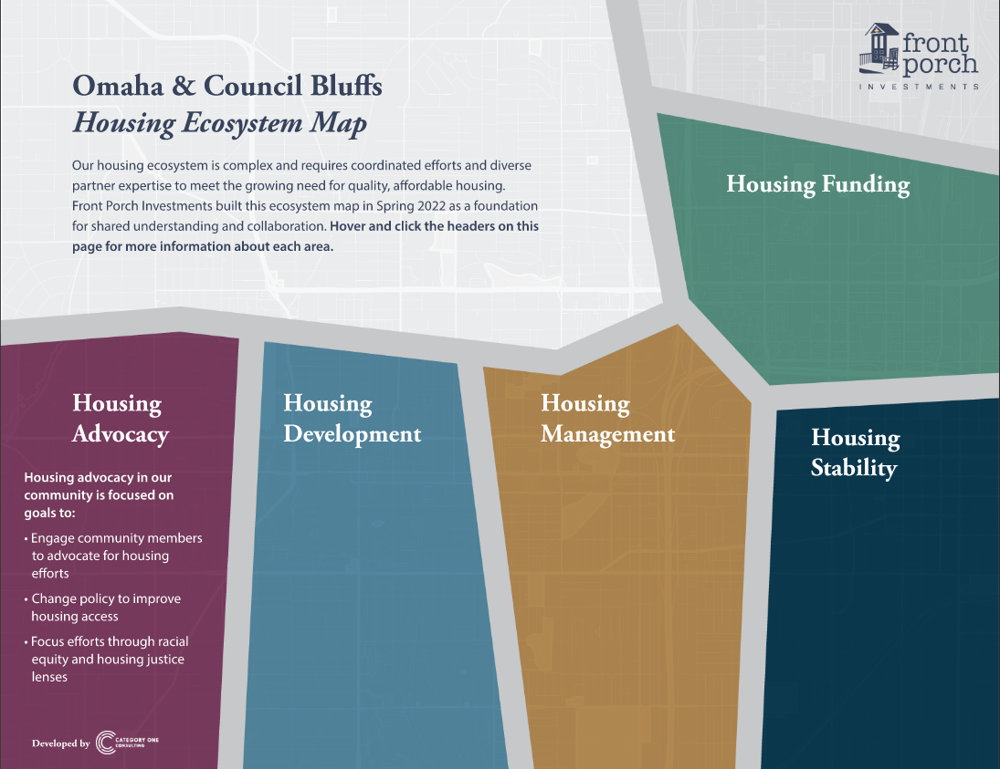 Omaha & Council Bluffs
Housing Ecosystem Map
Our housing ecosystem is complex and requires coordinated efforts and diverse
partner expertise to meet the growing need for quality, affordable housing.
Front Porch Investments built this ecosystem map in Spring 2022 as a foundation
for shared understanding and collaboration. Hover and click the headers on this
page for more information about each area.
front
porch
INVESTMENTS
Housing Funding
Housing
Advocacy
Housing advocacy in our
community is focused on
goals to:
• Engage community members
to advocate for housing
efforts
• Change policy to improve
housing access
• Focus efforts through racial
equity and housing justice
lenses
Developed by
CATEGORY ONE
CONSULTING
Housing
Development
Housing
Management
Housing
Stability